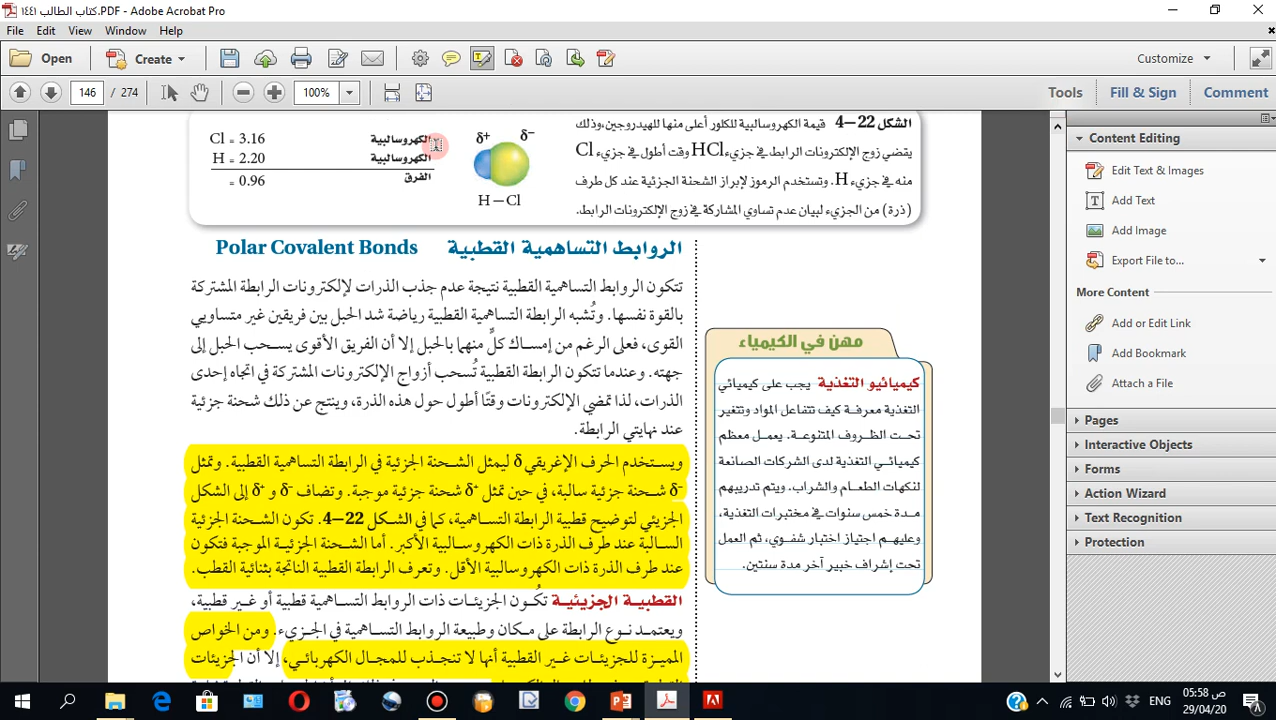 كتاب الطالب ١٤٤١.PDF - Adobe Acrobat Pro
File Edit View Window Help
Open Create Customize
146 / 274 100% Tools Fill & Sign Comment
الشكل 22–4 قيمة الكهروسالبية للكلور أعلى منها للهيدروجين، وذلك
يقضي زوج الإلكترونات الرابط في جزيء HCl وقت أطول في جزيء Cl
منه في جزيء H. وتستخدم الرموز لإبراز الشحنة الجزئية عند كل طرف
(ذرة) من الجزيء لبيان عدم تساوي المشاركة في زوج الإلكترونات الرابط.
δ+ δ−
H — Cl
الكهروسالبية Cl = 3.16
الكهروسالبية H = 2.20
الفرق = 0.96
الروابط التساهمية القطبية Polar Covalent Bonds
تتكون الروابط التساهمية القطبية نتيجة عدم جذب الذرات لإلكترونات الرابطة المشتركة
بالقوة نفسها. وتُشبه الرابطة التساهمية القطبية رياضة شد الحبل بين فريقين غير متساويي
القوى، فعلى الرغم من إمساك كلٍّ منهما بالحبل إلا أن الفريق الأقوى يسحب الحبل إلى
جهته. وعندما تتكون الرابطة القطبية تُسحب أزواج الإلكترونات المشتركة في اتجاه إحدى
الذرات، لذا تمضي الإلكترونات وقتًا أطول حول هذه الذرة، وينتج عن ذلك شحنة جزئية
عند نهايتي الرابطة.
ويستخدم الحرف الإغريقي δ ليمثل الشحنة الجزئية في الرابطة التساهمية القطبية. وتمثل
δ− شحنة جزئية سالبة، في حين تمثل δ+ شحنة جزئية موجبة. وتضاف δ− و δ+ إلى الشكل
الجزيئي لتوضيح قطبية الرابطة التساهمية، كما في الشكل 22–4. تكون الشحنة الجزئية
السالبة عند طرف الذرة ذات الكهروسالبية الأكبر. أما الشحنة الجزئية الموجبة فتكون
عند طرف الذرة ذات الكهروسالبية الأقل. وتعرف الرابطة القطبية الناتجة بثنائية القطب.
القطبية الجزيئية تُكون الجزيئات ذات الروابط التساهمية قطبية أو غير قطبية،
ويعتمد نوع الرابطة على مكان وطبيعة الروابط التساهمية في الجزيء. ومن الخواص
المميزة للجزيئات غير القطبية أنها لا تنجذب للمجال الكهربائي، إلا أن الجزيئات
مهن في الكيمياء
كيميائيو التغذية يجب على كيميائي
التغذية معرفة كيف تتفاعل المواد وتتغير
تحت الظروف المتنوعة. يعمل معظم
كيميائي التغذية لدى الشركات الصانعة
لنكهات الطعام والشراب. ويتم تدريبهم
مدة خمس سنوات في مختبرات التغذية،
وعليهم اجتياز اختبار شفوي، ثم العمل
تحت إشراف خبير آخر مدة سنتين.
Content Editing
Edit Text & Images
Add Text
Add Image
Export File to...
More Content
Add or Edit Link
Add Bookmark
Attach a File
Pages
Interactive Objects
Forms
Action Wizard
Text Recognition
Protection
ENG 05:58 ص
29/04/20